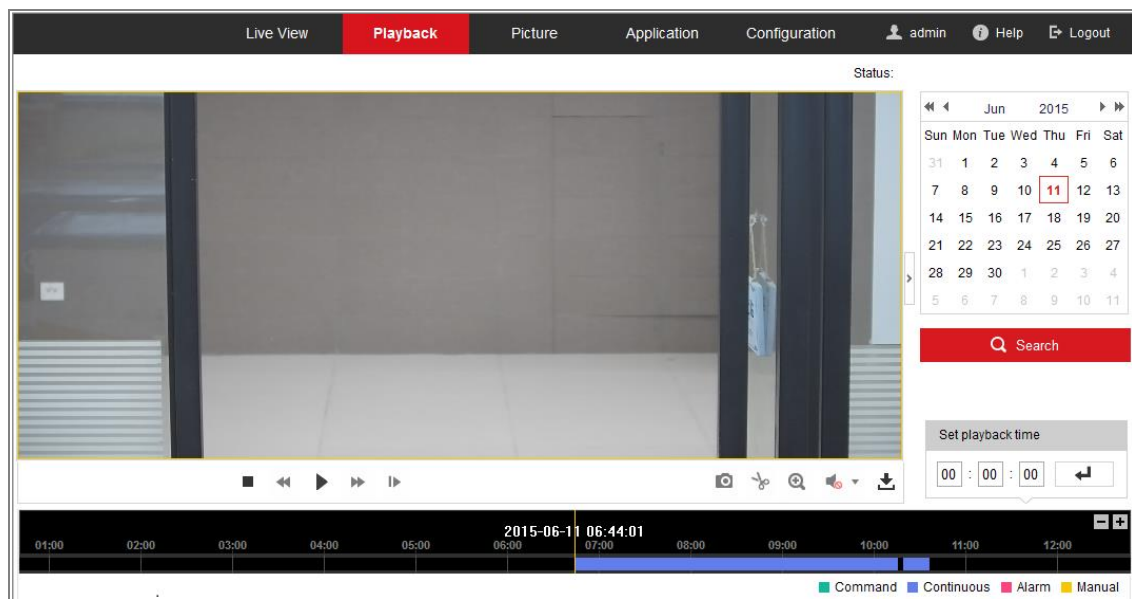 Live View Playback Picture Application Configuration admin Help Logout
Status:
Jun 2015
Sun Mon Tue Wed Thu Fri Sat
31 1 2 3 4 5 6
7 8 9 10 11 12 13
14 15 16 17 18 19 20
21 22 23 24 25 26 27
28 29 30 1 2 3 4
5 6 7 8 9 10 11
Search
Set playback time
00 : 00 : 00
2015-06-11 06:44:01
01:00 02:00 03:00 04:00 05:00 06:00 07:00 08:00 09:00 10:00 11:00 12:00
Command Continuous Alarm Manual